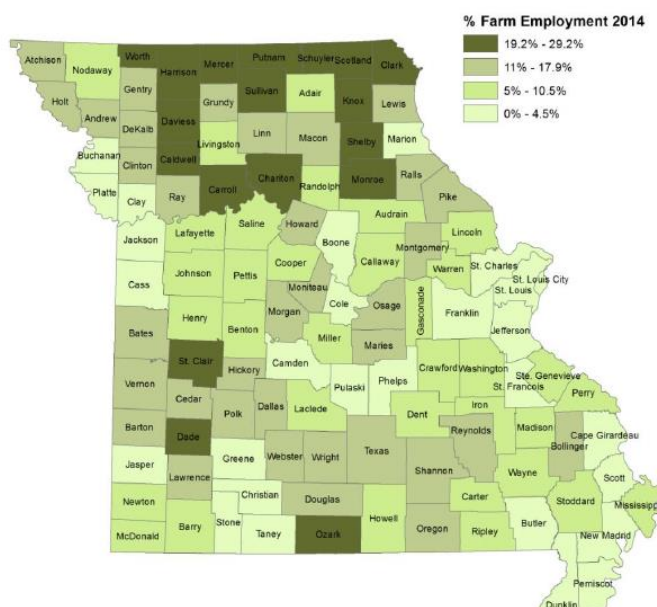 % Farm Employment 2014
19.2% - 29.2%
11% - 17.9%
5% - 10.5%
0% - 4.5%
Atchison
Nodaway
Worth
Harrison
Mercer
Putnam
Schuyler
Scotland
Clark
Holt
Gentry
Grundy
Sullivan
Adair
Knox
Lewis
Andrew
DeKalb
Daviess
Livingston
Linn
Macon
Shelby
Marion
Buchanan
Clinton
Caldwell
Carroll
Chariton
Randolph
Monroe
Ralls
Platte
Clay
Ray
Pike
Jackson
Lafayette
Saline
Howard
Boone
Audrain
Montgomery
Lincoln
Cass
Johnson
Pettis
Cooper
Moniteau
Callaway
Warren
St. Charles
St. Louis City
St. Louis
Henry
Benton
Morgan
Cole
Osage
Gasconade
Franklin
Jefferson
Bates
Miller
Maries
St. Clair
Hickory
Camden
Pulaski
Phelps
Crawford
Washington
St. Francois
Ste. Genevieve
Perry
Vernon
Cedar
Polk
Dallas
Laclede
Dent
Iron
Madison
Bollinger
Cape Girardeau
Barton
Dade
Greene
Webster
Wright
Texas
Reynolds
Shannon
Wayne
Scott
Jasper
Lawrence
Christian
Douglas
Carter
Stoddard
Mississippi
Newton
McDonald
Barry
Stone
Taney
Ozark
Howell
Oregon
Ripley
Butler
New Madrid
Pemiscot
Dunklin